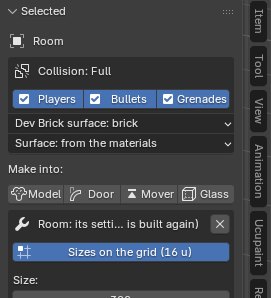 Selected
Room
Collision: Full
Players
Bullets
Grenades
Dev Brick surface: brick
Surface: from the materials
Make into:
Model
Door
Mover
Glass
Room: its setti... is built again)
Sizes on the grid (16 u)
Size:
Item
Tool
View
Animation
Ucupaint